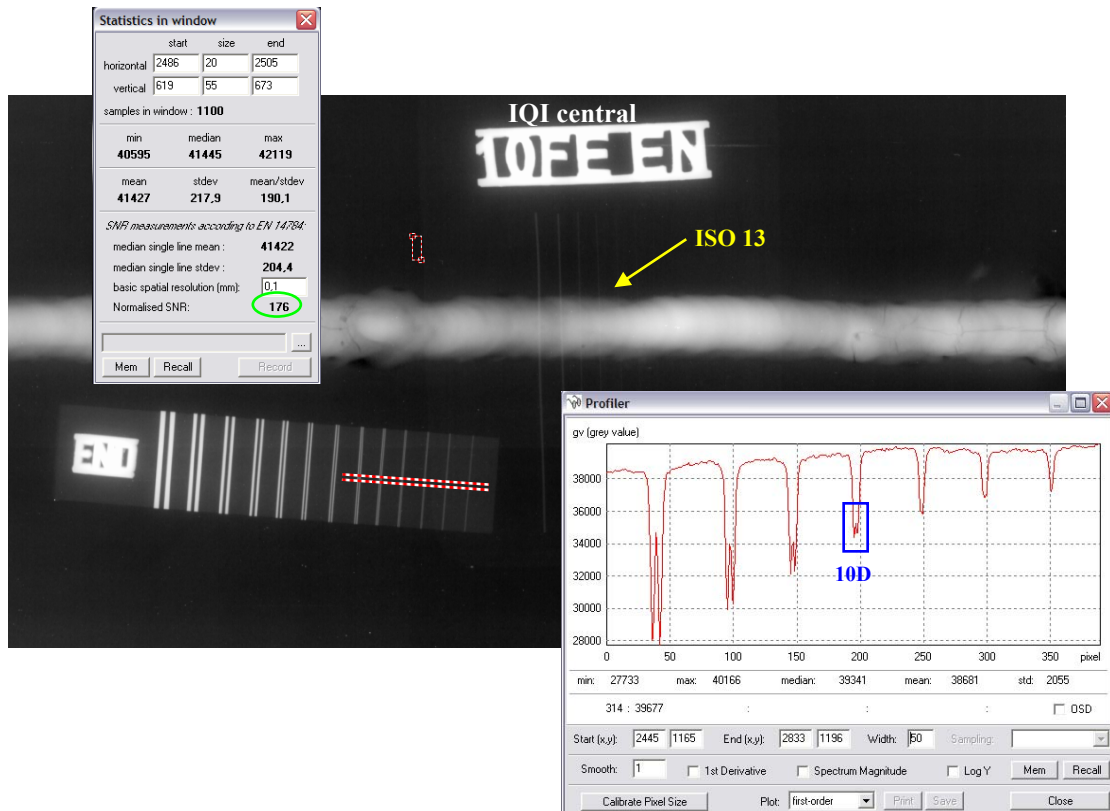 Statistics in window
start size end
horizontal 2486 20 2505
vertical 619 55 673
samples in window : 1100
min median max
40595 41445 42119
mean stdev mean/stdev
41427 217,9 190,1
SNR measurements according to EN 14784:
median single line mean : 41422
median single line stdev : 204,4
basic spatial resolution (mm): 0,1
Normalised SNR: 176
...
Mem Recall Record
IQI central
10FE EN
ISO 13
END
Profiler
gv (grey value)
38000
36000
34000
32000
30000
28000
10D
0 50 100 150 200 250 300 350 pixel
min: 27733 max: 40166 median: 39341 mean: 38681 std: 2055
314 : 39677 : : : OSD
Start (x,y): 2445 1165 End (x,y): 2833 1196 Width: 50 Sampling:
Smooth: 1 1st Derivative Spectrum Magnitude Log Y Mem Recall
Calibrate Pixel Size Plot: first-order Print Save Close